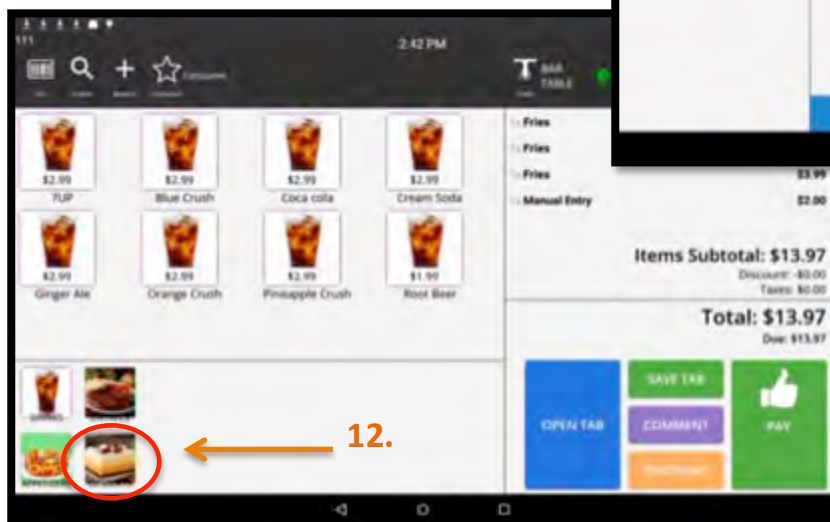 111
2:42 PM
BAR
TABLE
$2.99
$2.99
$2.99
$2.99
7UP
Blue Crush
Coca cola
Cream Soda
$2.99
$2.99
$2.99
$1.99
Ginger Ale
Orange Crush
Pineapple Crush
Root Beer
Fries
Fries
Fries
$3.99
Manual Entry
$2.00
Items Subtotal: $13.97
Discount: -$0.00
Taxes: $0.00
Total: $13.97
Due: $13.97
OPEN TAB
SAVE TAB
COMMENT
PAY
12.